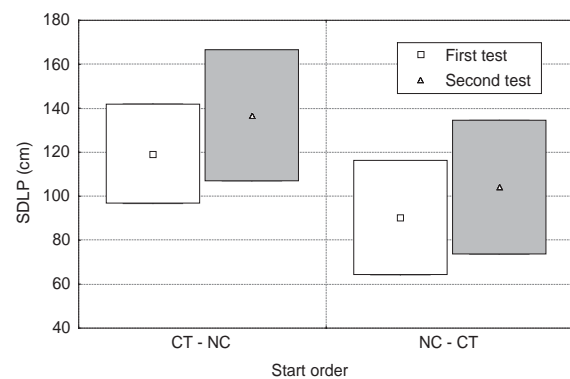 180
160
140
120
100
80
60
40
SDLP (cm)
First test
Second test
CT - NC
NC - CT
Start order